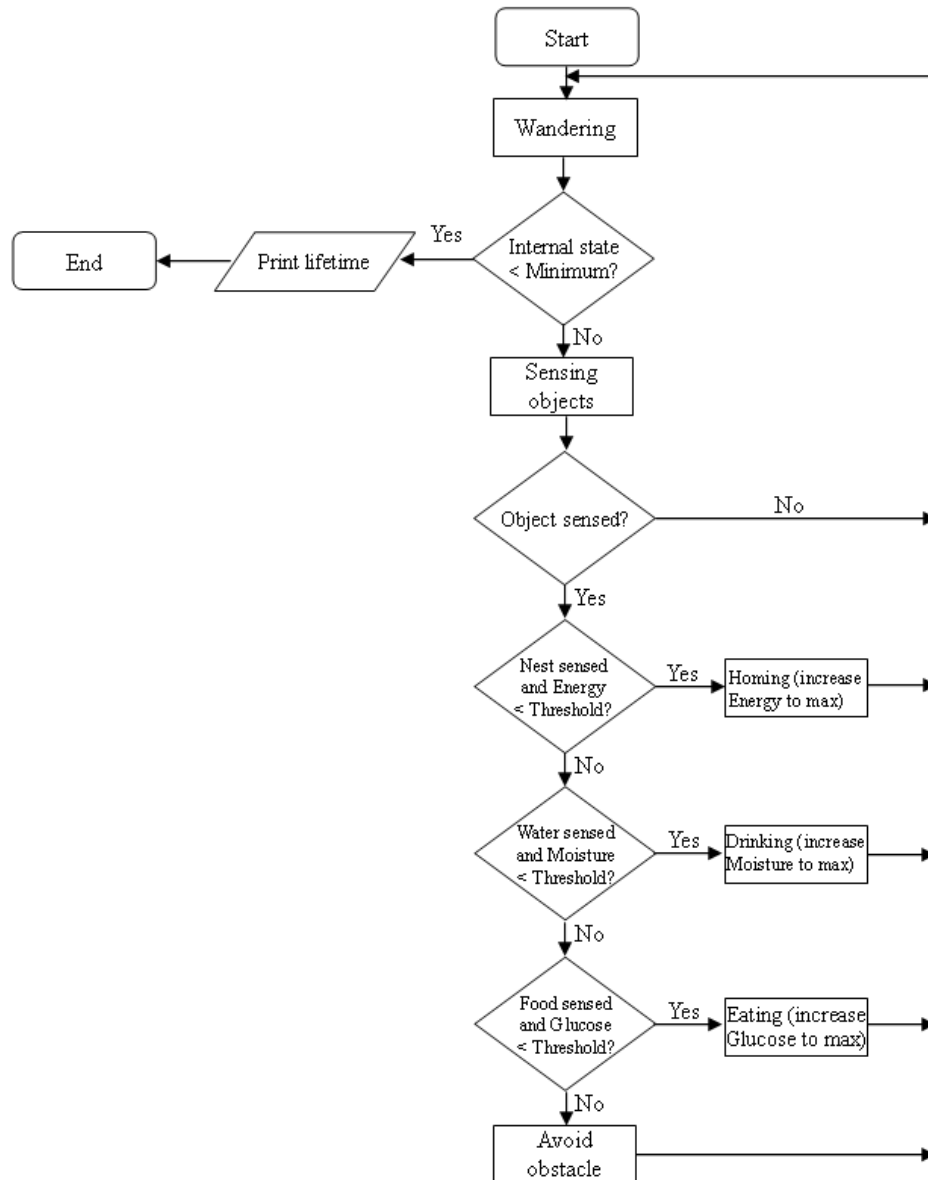 Start
Wandering
Internal state
< Minimum?
Yes
Print lifetime
End
No
Sensing
objects
Object sensed?
No
Yes
Nest sensed
and Energy
< Threshold?
Yes
Homing (increase
Energy to max)
No
Water sensed
and Moisture
< Threshold?
Yes
Drinking (increase
Moisture to max)
No
Food sensed
and Glucose
< Threshold?
Yes
Eating (increase
Glucose to max)
No
Avoid
obstacle